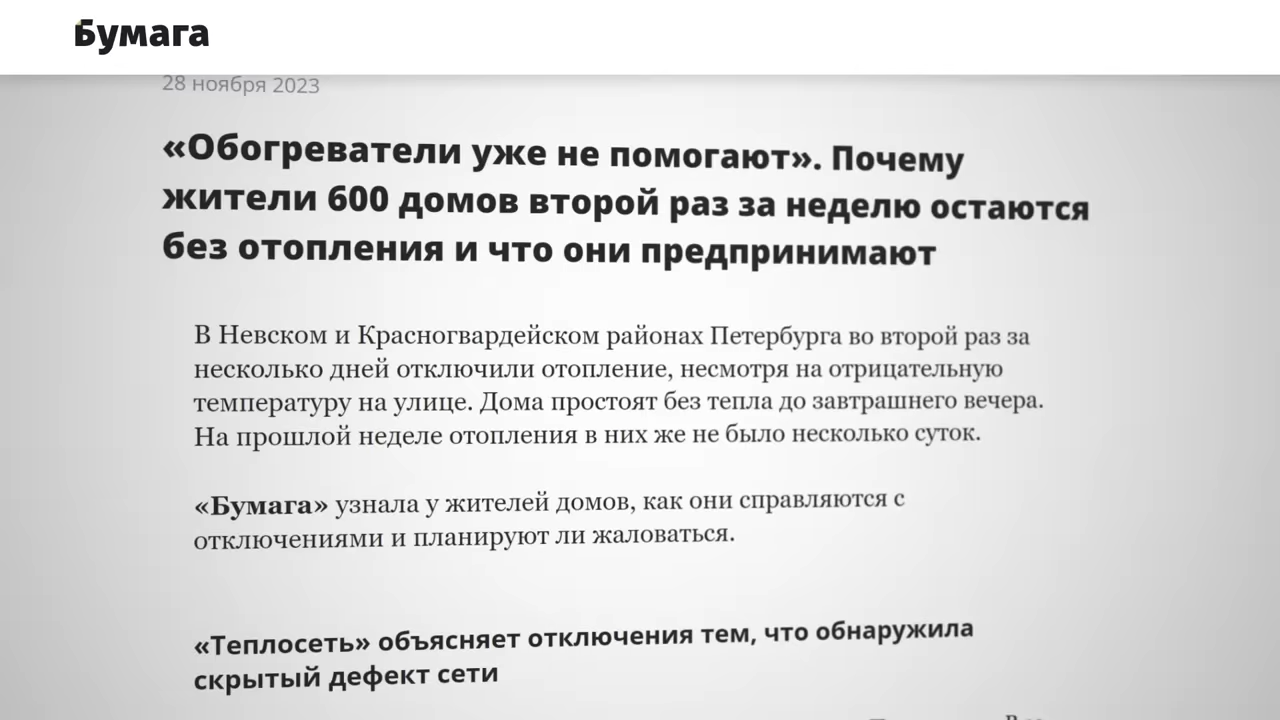 Бумага
28 ноября 2023
«Обогреватели уже не помогают». Почему
жители 600 домов второй раз за неделю остаются
без отопления и что они предпринимают
В Невском и Красногвардейском районах Петербурга во второй раз за
несколько дней отключили отопление, несмотря на отрицательную
температуру на улице. Дома простоят без тепла до завтрашнего вечера.
На прошлой неделе отопления в них же не было несколько суток.
«Бумага» узнала у жителей домов, как они справляются с
отключениями и планируют ли жаловаться.
«Теплосеть» объясняет отключения тем, что обнаружила
скрытый дефект сети